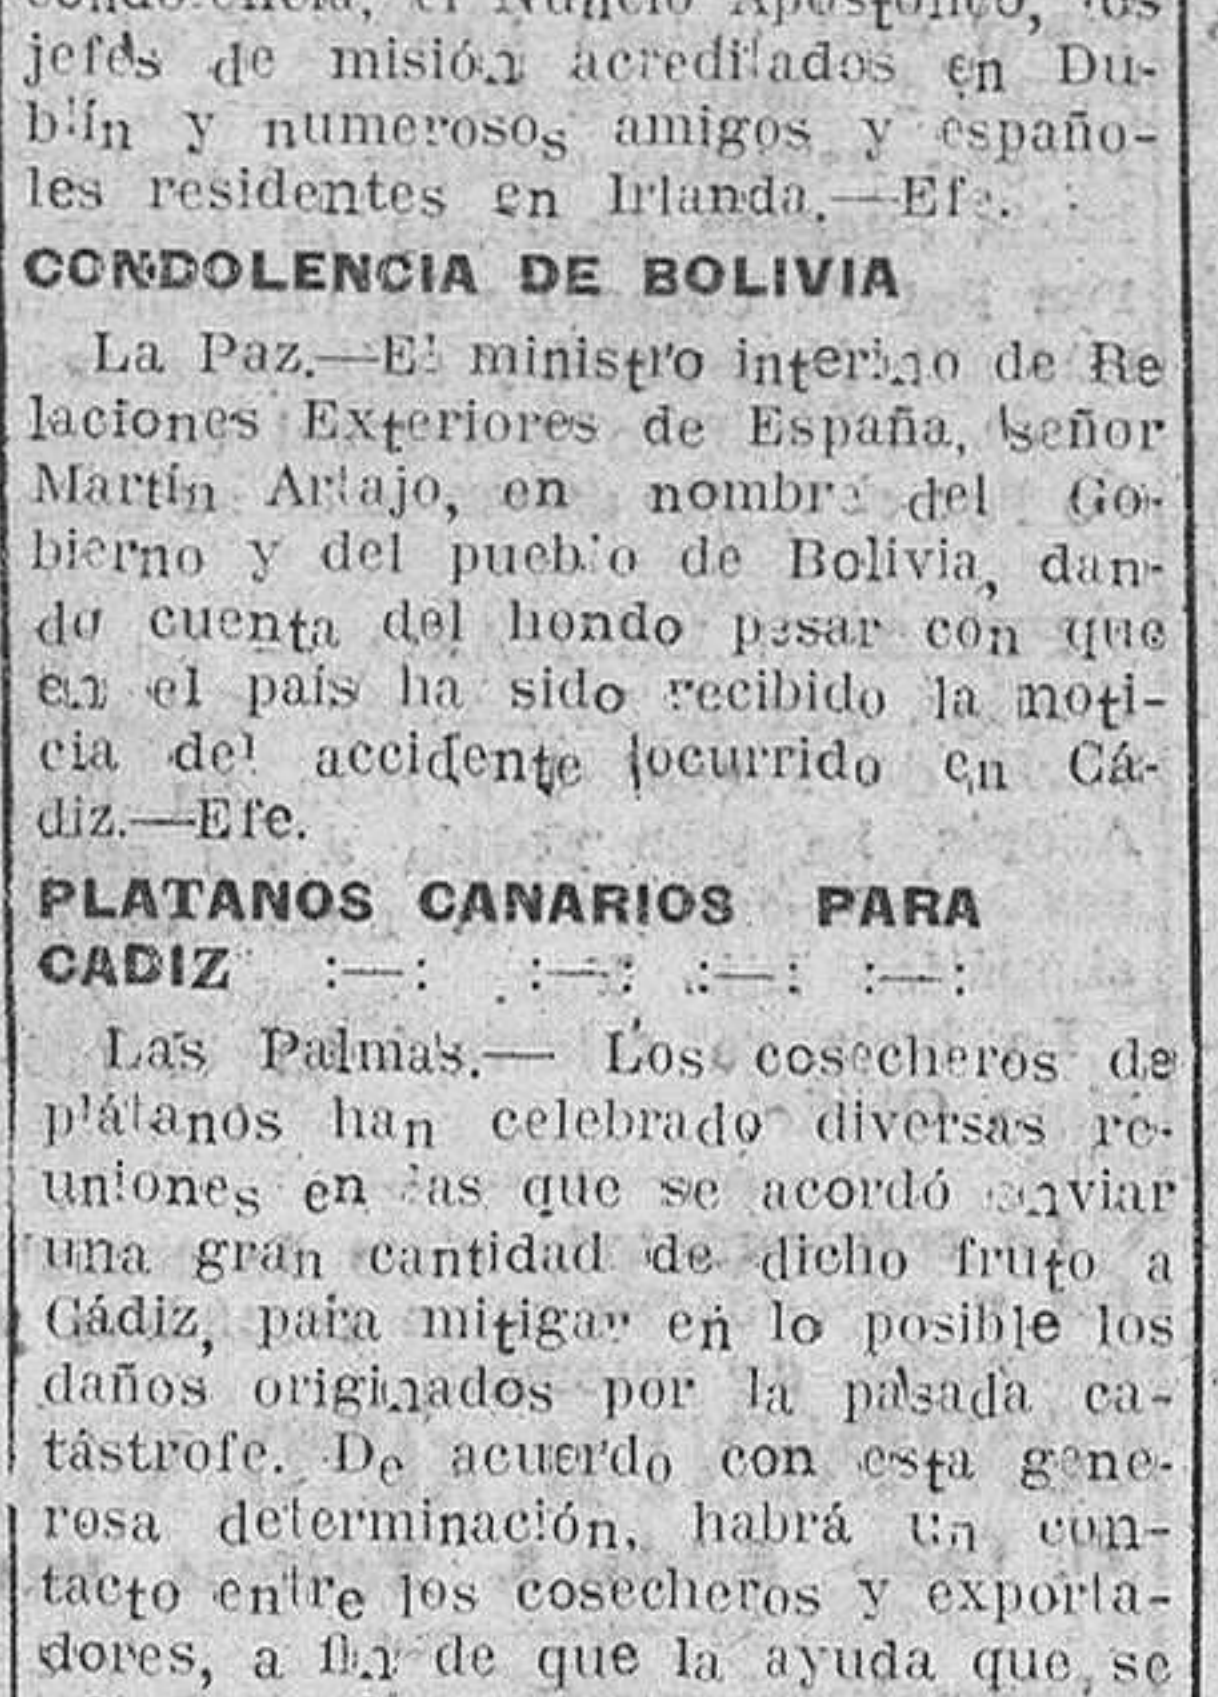 condolencia, el Nuncio Apostólico, los
jefes de misión acreditados en Du-
blín y numerosos amigos y españo-
les residentes en Irlanda.—Efe.
CONDOLENCIA DE BOLIVIA
La Paz.—El ministro interino de Re
laciones Exteriores de España, señor
Martín Artajo, en nombre del Go-
bierno y del pueblo de Bolivia, dan-
do cuenta del hondo pesar con que
en el país ha sido recibido la noti-
cia del accidente ocurrido en Cá-
diz.—Efe.
PLATANOS CANARIOS PARA
CADIZ :—: :—: :—: :—:
Las Palmas.— Los cosecheros de
plátanos han celebrado diversas re-
uniones en las que se acordó enviar
una gran cantidad de dicho fruto a
Cádiz, para mitigar en lo posible los
daños originados por la pasada ca-
tástrofe. De acuerdo con esta gene-
rosa determinación, habrá un con-
tacto entre los cosecheros y exporta-
dores, a fin de que la ayuda que se